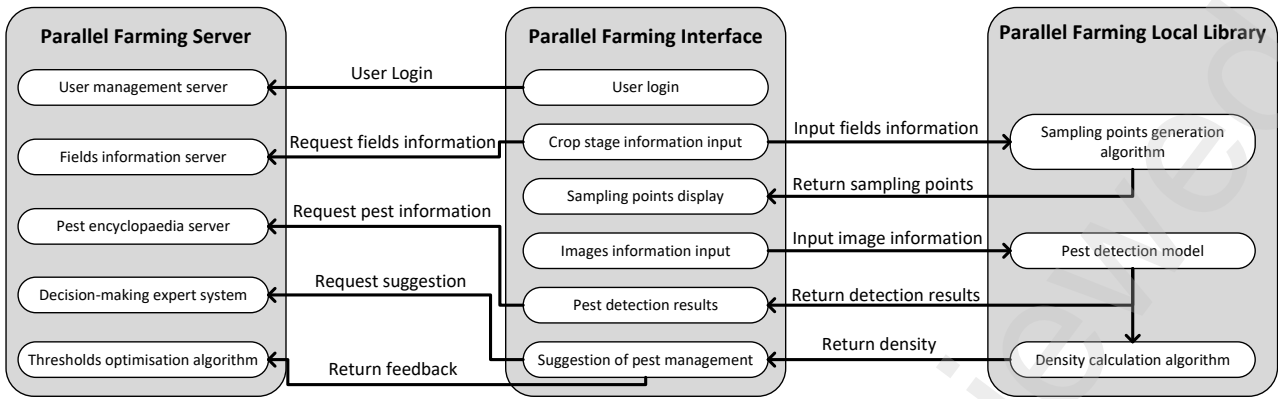 Parallel Farming Server
User management server
Fields information server
Pest encyclopaedia server
Decision-making expert system
Thresholds optimisation algorithm
User Login
Request fields information
Request pest information
Request suggestion
Return feedback
Parallel Farming Interface
User login
Crop stage information input
Sampling points display
Images information input
Pest detection results
Suggestion of pest management
Input fields information
Return sampling points
Input image information
Return detection results
Return density
Parallel Farming Local Library
Sampling points generation
algorithm
Pest detection model
Density calculation algorithm